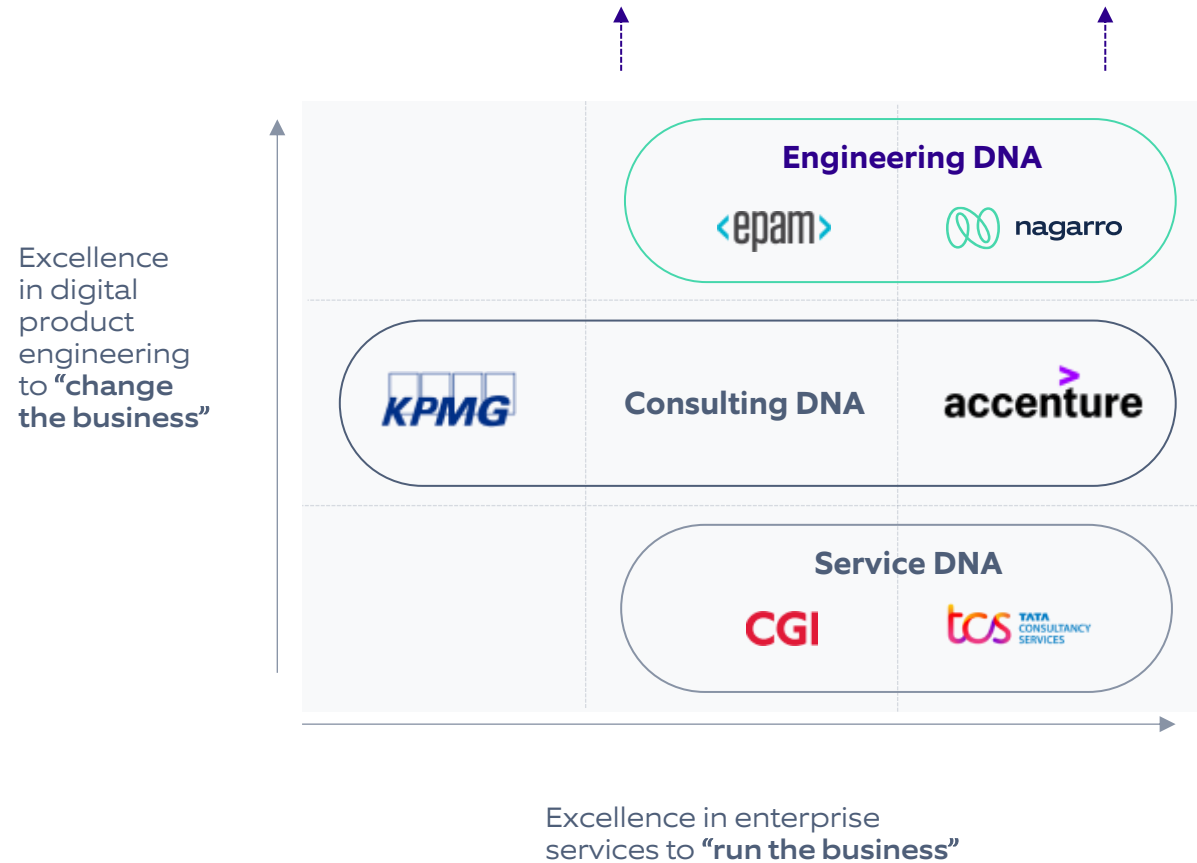 Engineering DNA
<epam>
nagarro
Excellence
in digital
product
engineering
to “change
the business”
KPMG
Consulting DNA
accenture
Service DNA
CGI
tcs
TATA
CONSULTANCY
SERVICES
Excellence in enterprise
services to “run the business”